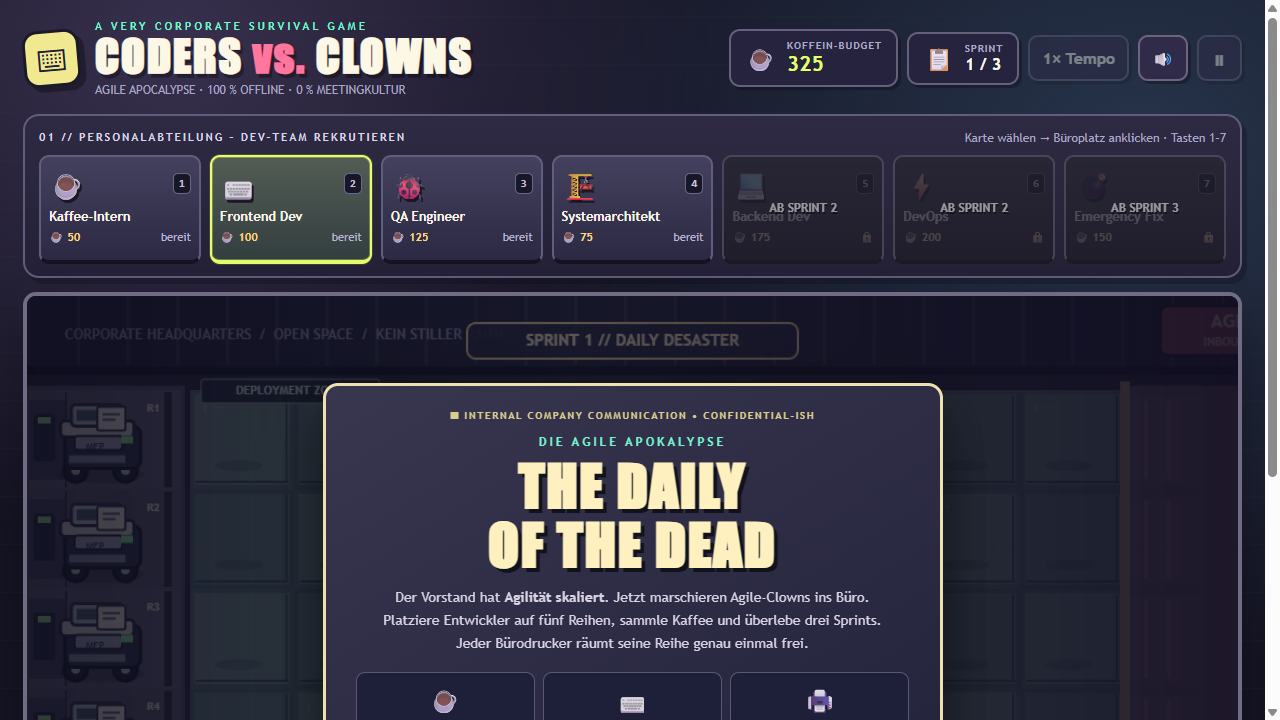 A VERY CORPORATE SURVIVAL GAME
CODERS VS. CLOWNS
AGILE APOCALYPSE · 100 % OFFLINE · 0 % MEETINGKULTUR
KOFFEIN-BUDGET
325
SPRINT
1 / 3
1× Tempo
01 // PERSONALABTEILUNG – DEV-TEAM REKRUTIEREN
Karte wählen → Büroplatz anklicken · Tasten 1–7
1
Kaffee-Intern
50 bereit
2
Frontend Dev
100 bereit
3
QA Engineer
125 bereit
4
Systemarchitekt
75 bereit
5
AB SPRINT 2
Backend Dev
175
6
AB SPRINT 2
DevOps
200
7
AB SPRINT 3
Emergency Fix
150
CORPORATE HEADQUARTERS / OPEN SPACE / KEIN STILLER
SPRINT 1 // DAILY DESASTER
DEPLOYMENT
R1
MFP
R2
MFP
R3
MFP
R4
INTERNAL COMPANY COMMUNICATION • CONFIDENTIAL-ISH
DIE AGILE APOKALYPSE
THE DAILY
OF THE DEAD
Der Vorstand hat Agilität skaliert. Jetzt marschieren Agile-Clowns ins Büro.
Platziere Entwickler auf fünf Reihen, sammle Kaffee und überlebe drei Sprints.
Jeder Bürodrucker räumt seine Reihe genau einmal frei.